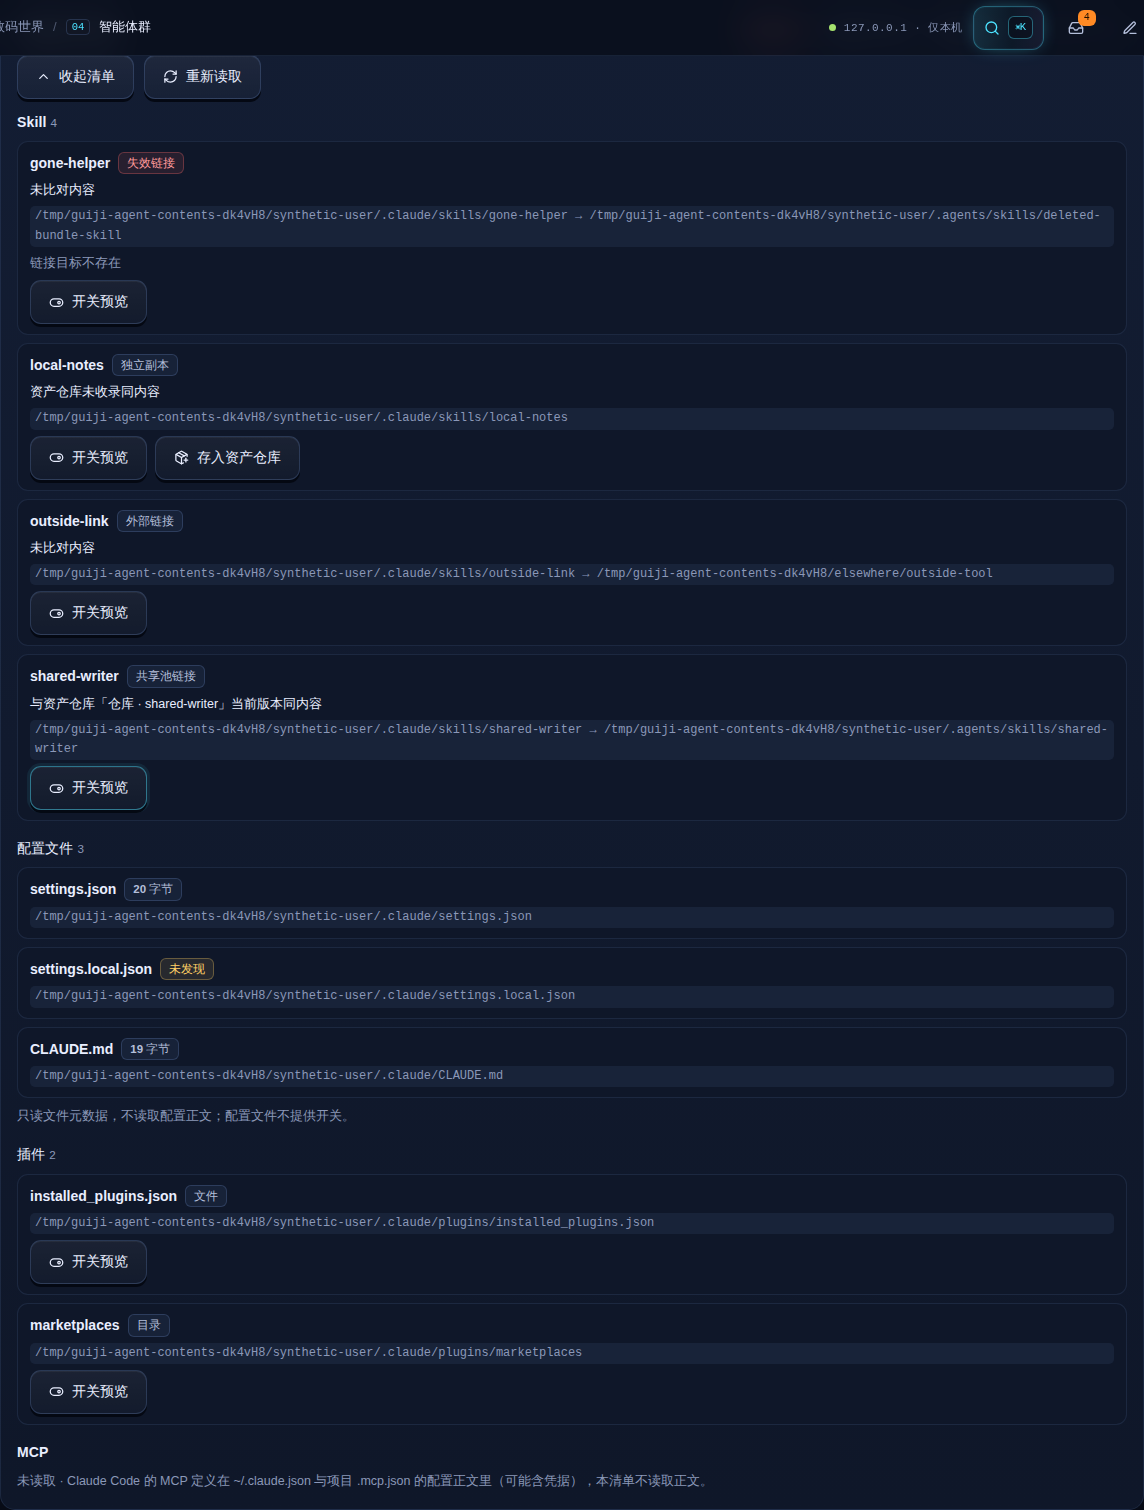 数码世界 / 04 智能体群
127.0.0.1 · 仅本机
⌘K
4
收起清单
重新读取
Skill 4
gone-helper 失效链接
未比对内容
/tmp/guiji-agent-contents-dk4vH8/synthetic-user/.claude/skills/gone-helper → /tmp/guiji-agent-contents-dk4vH8/synthetic-user/.agents/skills/deleted-
bundle-skill
链接目标不存在
开关预览
local-notes 独立副本
资产仓库未收录同内容
/tmp/guiji-agent-contents-dk4vH8/synthetic-user/.claude/skills/local-notes
开关预览
存入资产仓库
outside-link 外部链接
未比对内容
/tmp/guiji-agent-contents-dk4vH8/synthetic-user/.claude/skills/outside-link → /tmp/guiji-agent-contents-dk4vH8/elsewhere/outside-tool
开关预览
shared-writer 共享池链接
与资产仓库「仓库 · shared-writer」当前版本同内容
/tmp/guiji-agent-contents-dk4vH8/synthetic-user/.claude/skills/shared-writer → /tmp/guiji-agent-contents-dk4vH8/synthetic-user/.agents/skills/shared-
writer
开关预览
配置文件 3
settings.json 20 字节
/tmp/guiji-agent-contents-dk4vH8/synthetic-user/.claude/settings.json
settings.local.json 未发现
/tmp/guiji-agent-contents-dk4vH8/synthetic-user/.claude/settings.local.json
CLAUDE.md 19 字节
/tmp/guiji-agent-contents-dk4vH8/synthetic-user/.claude/CLAUDE.md
只读文件元数据，不读取配置正文；配置文件不提供开关。
插件 2
installed_plugins.json 文件
/tmp/guiji-agent-contents-dk4vH8/synthetic-user/.claude/plugins/installed_plugins.json
开关预览
marketplaces 目录
/tmp/guiji-agent-contents-dk4vH8/synthetic-user/.claude/plugins/marketplaces
开关预览
MCP
未读取 · Claude Code 的 MCP 定义在 ~/.claude.json 与项目 .mcp.json 的配置正文里（可能含凭据），本清单不读取正文。